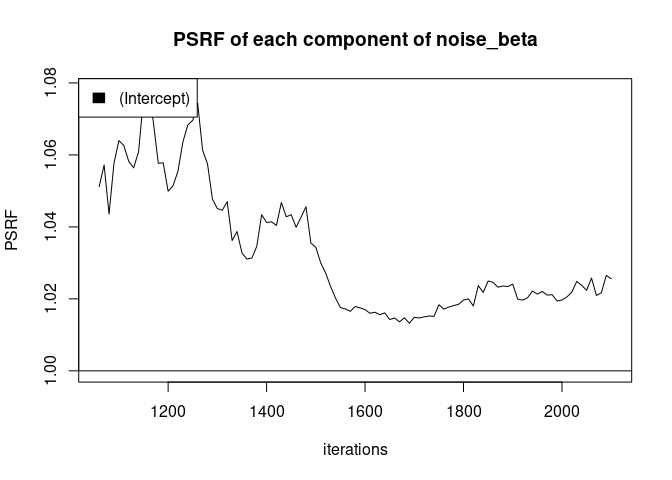 PSRF of each component of noise_beta
(Intercept)
PSRF
1.08
1.06
1.04
1.02
1.00
1200 1400 1600 1800 2000
iterations